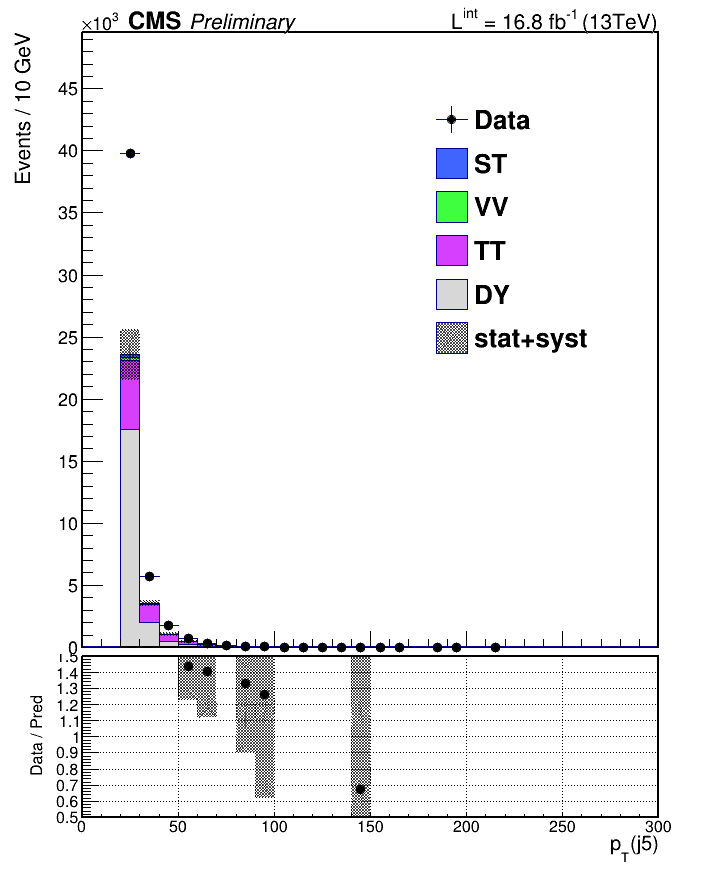 ×10³ CMS Preliminary L^int = 16.8 fb⁻¹ (13TeV)
Events / 10 GeV
45
40
35
30
25
20
15
10
5
0
Data
ST
VV
TT
DY
stat+syst
Data / Pred
1.5
1.4
1.3
1.2
1.1
1
0.9
0.8
0.7
0.6
0.5
0 50 100 150 200 250 300
p_T(j5)